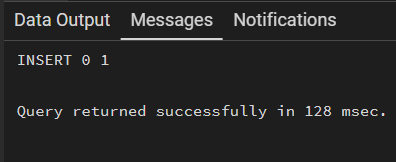 Data Output Messages Notifications
INSERT 0 1
Query returned successfully in 128 msec.